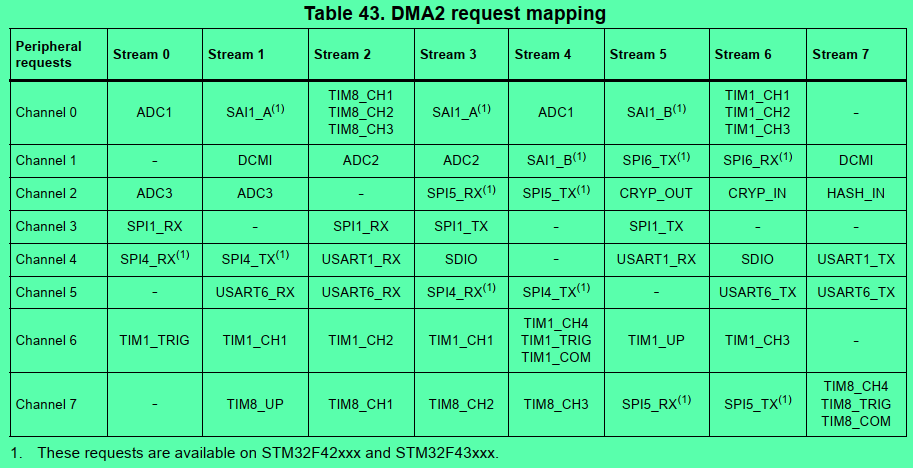 Table 43. DMA2 request mapping
Peripheral requests | Stream 0 | Stream 1 | Stream 2 | Stream 3 | Stream 4 | Stream 5 | Stream 6 | Stream 7
Channel 0 | ADC1 | SAI1_A(1) | TIM8_CH1 TIM8_CH2 TIM8_CH3 | SAI1_A(1) | ADC1 | SAI1_B(1) | TIM1_CH1 TIM1_CH2 TIM1_CH3 | -
Channel 1 | - | DCMI | ADC2 | ADC2 | SAI1_B(1) | SPI6_TX(1) | SPI6_RX(1) | DCMI
Channel 2 | ADC3 | ADC3 | - | SPI5_RX(1) | SPI5_TX(1) | CRYP_OUT | CRYP_IN | HASH_IN
Channel 3 | SPI1_RX | - | SPI1_RX | SPI1_TX | - | SPI1_TX | - | -
Channel 4 | SPI4_RX(1) | SPI4_TX(1) | USART1_RX | SDIO | - | USART1_RX | SDIO | USART1_TX
Channel 5 | - | USART6_RX | USART6_RX | SPI4_RX(1) | SPI4_TX(1) | - | USART6_TX | USART6_TX
Channel 6 | TIM1_TRIG | TIM1_CH1 | TIM1_CH2 | TIM1_CH1 | TIM1_CH4 TIM1_TRIG TIM1_COM | TIM1_UP | TIM1_CH3 | -
Channel 7 | - | TIM8_UP | TIM8_CH1 | TIM8_CH2 | TIM8_CH3 | SPI5_RX(1) | SPI5_TX(1) | TIM8_CH4 TIM8_TRIG TIM8_COM
1. These requests are available on STM32F42xxx and STM32F43xxx.